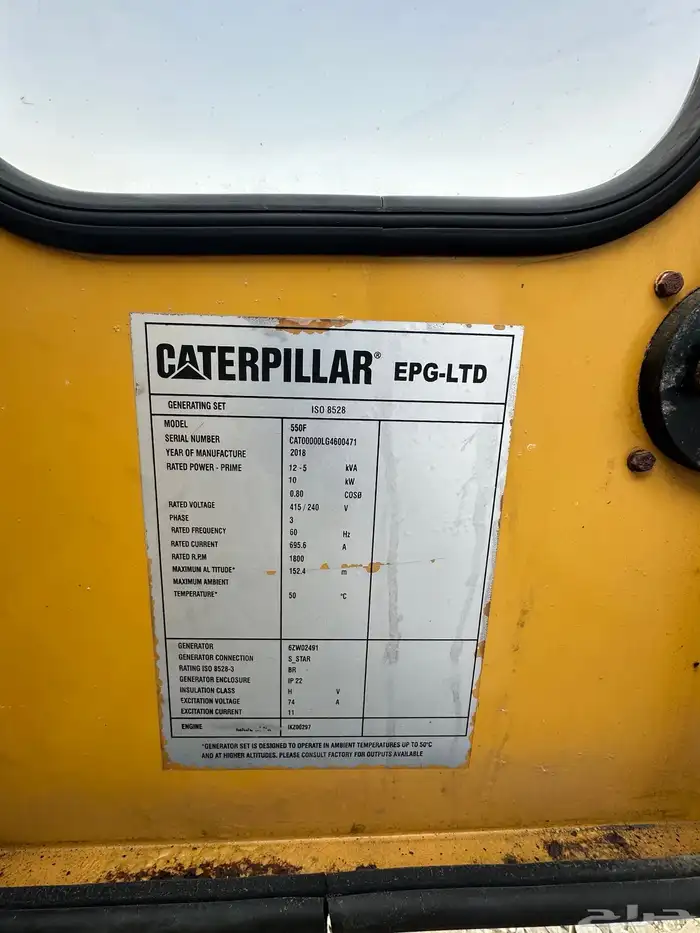 CATERPILLAR® EPG-LTD
GENERATING SET ISO 8528
MODEL 550F
SERIAL NUMBER CAT00000LG4600471
YEAR OF MANUFACTURE 2018
RATED POWER - PRIME 12 - 5 kVA
10 kW
0.80 COSØ
RATED VOLTAGE 415 / 240 V
PHASE 3
RATED FREQUENCY 60 Hz
RATED CURRENT 695.6 A
RATED R.P.M 1800
MAXIMUM AL TITUDE* 152.4 m
MAXIMUM AMBIENT
TEMPERATURE* 50 °C
GENERATOR 6ZW02491
GENERATOR CONNECTION S_STAR
RATING ISO 8528-3 BR
GENERATOR ENCLOSURE IP 22
INSULATION CLASS H V
EXCITATION VOLTAGE 74 A
EXCITATION CURRENT 11
ENGINE
*GENERATOR SET IS DESIGNED TO OPERATE IN AMBIENT TEMPERATURES UP TO 50°C
AND AT HIGHER ALTITUDES. PLEASE CONSULT FACTORY FOR OUTPUTS AVAILABLE
حراج